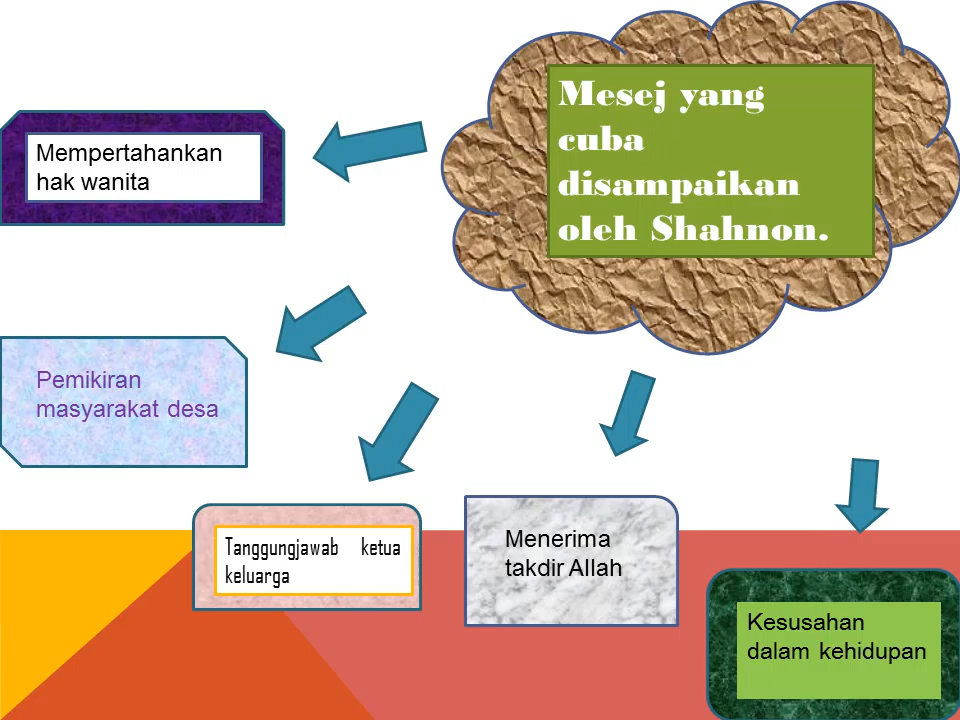 Mesej yang
cuba
disampaikan
oleh Shahnon.
Mempertahankan
hak wanita
Pemikiran
masyarakat desa
Tanggungjawab ketua
keluarga
Menerima
takdir Allah
Kesusahan
dalam kehidupan